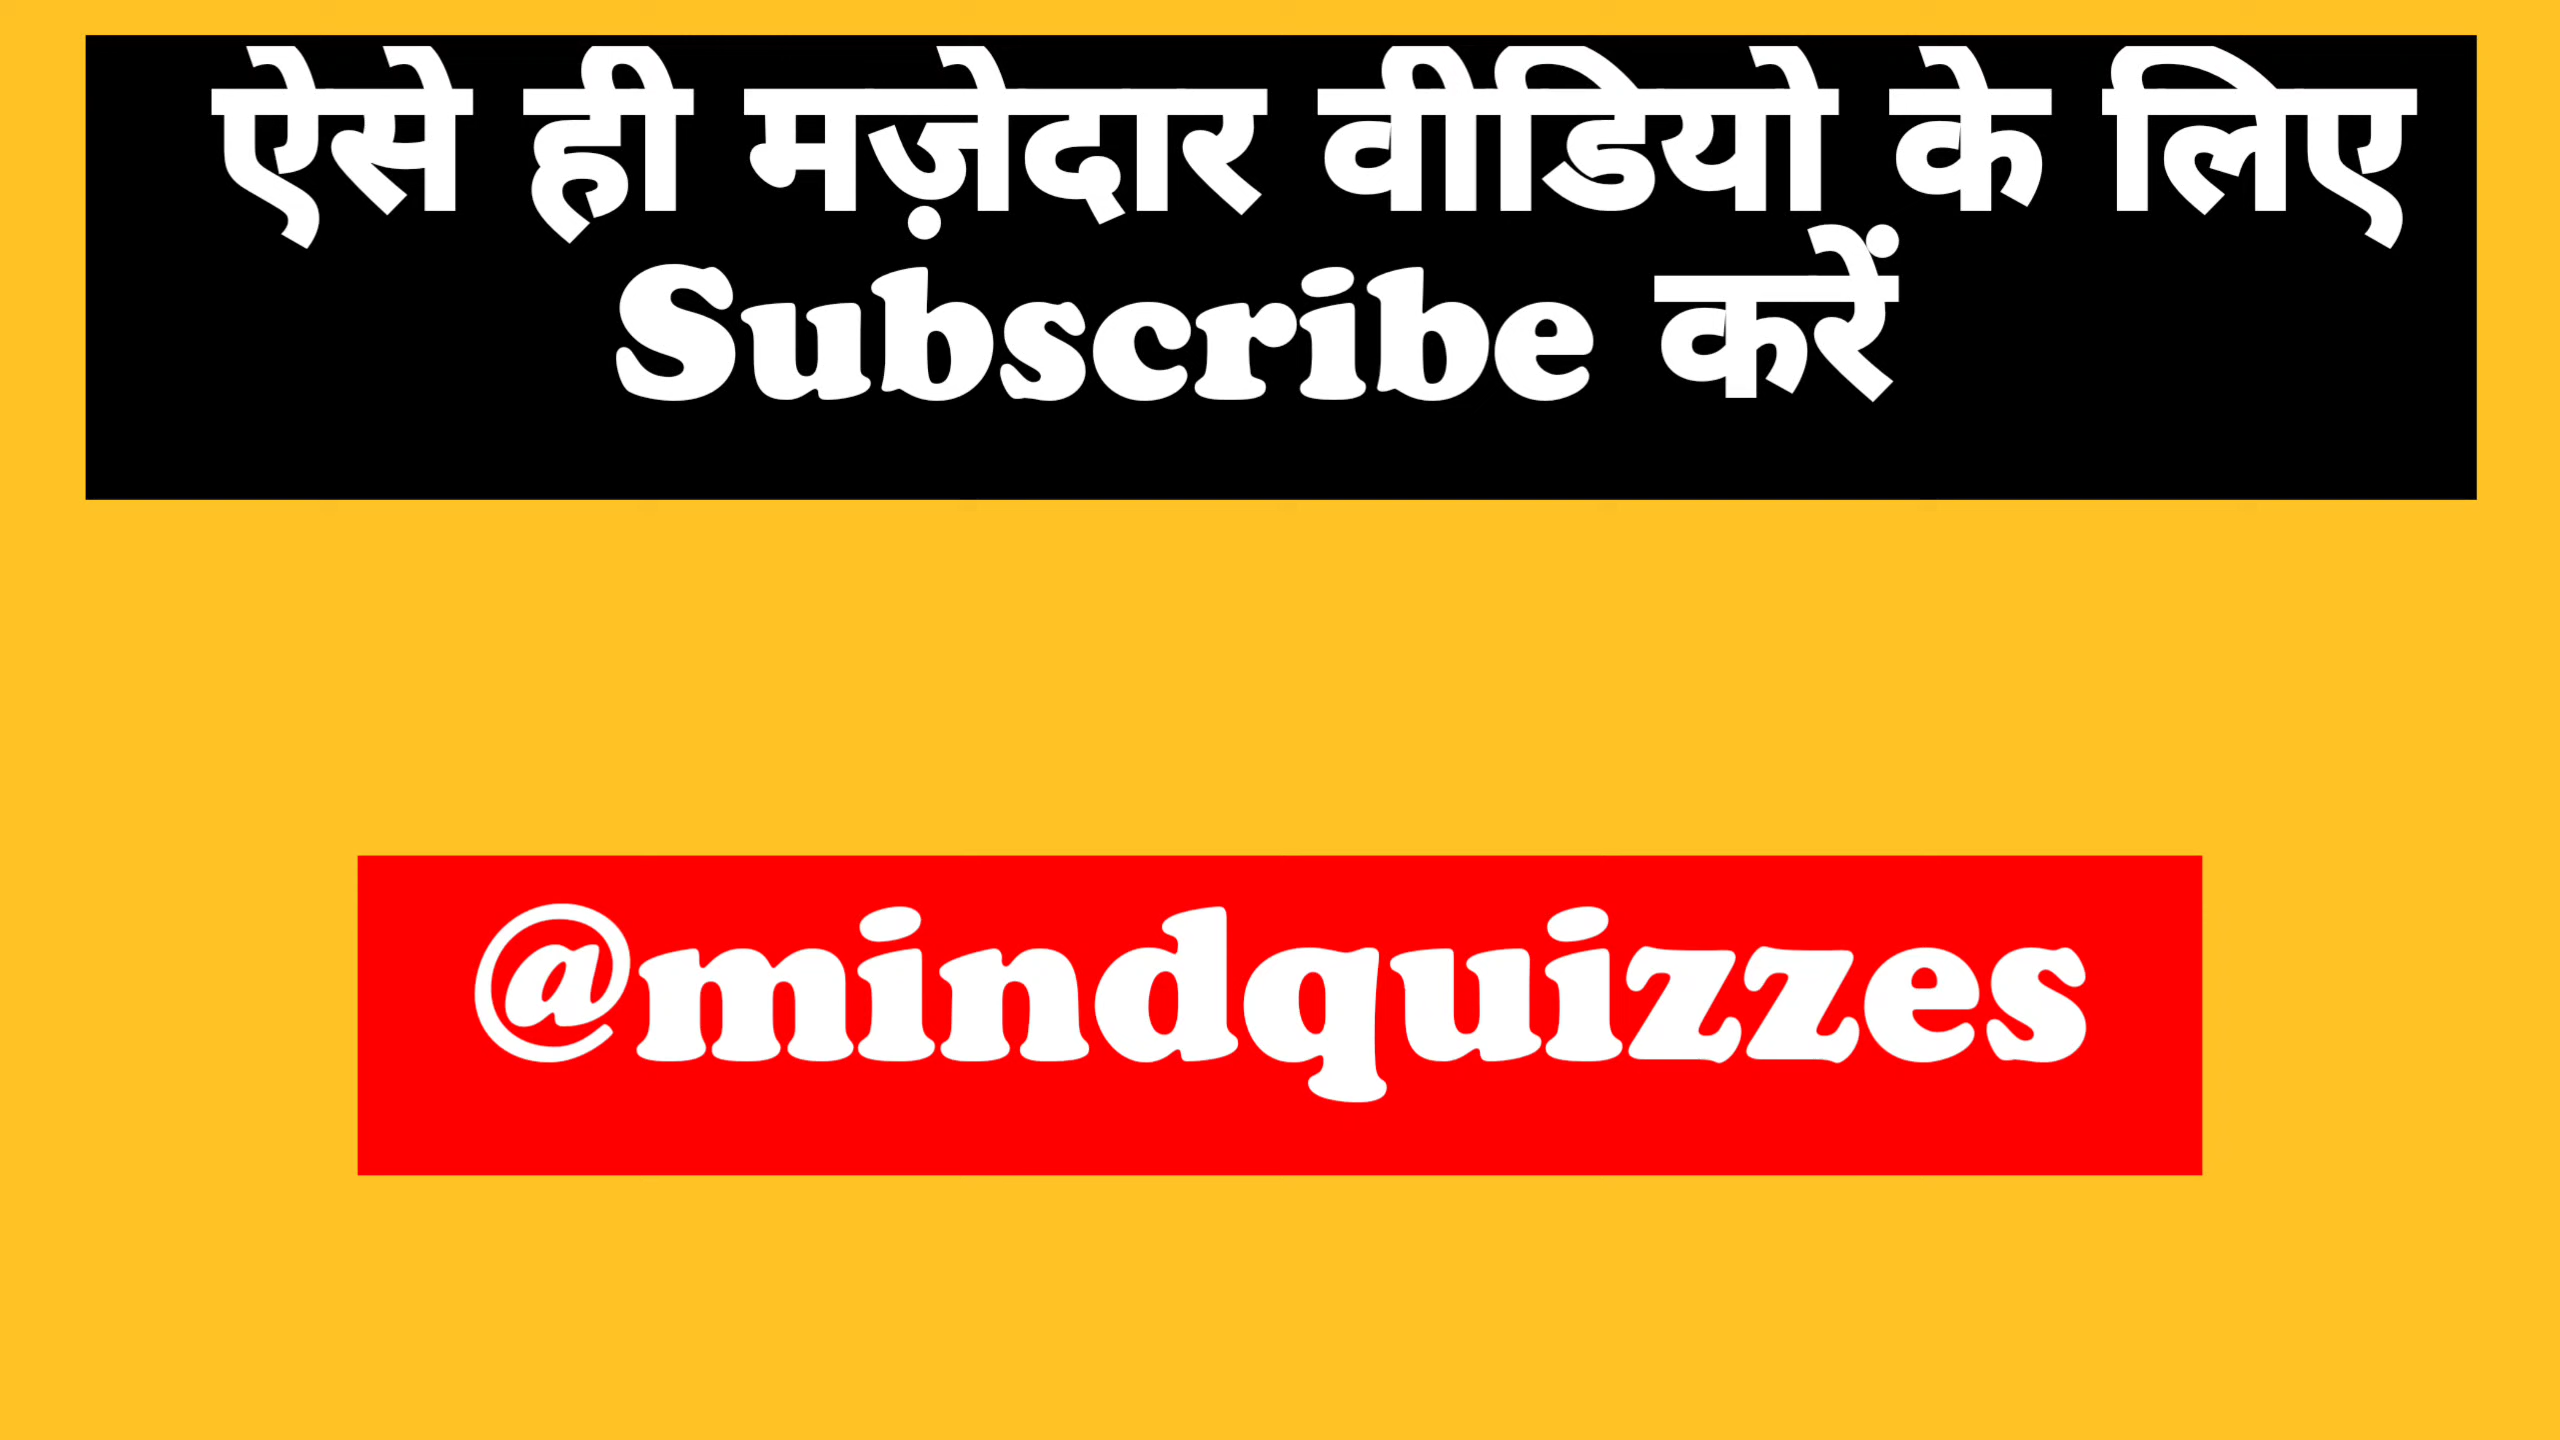 ऐसे ही मज़ेदार वीडियो के लिए
Subscribe करें
@mindquizzes